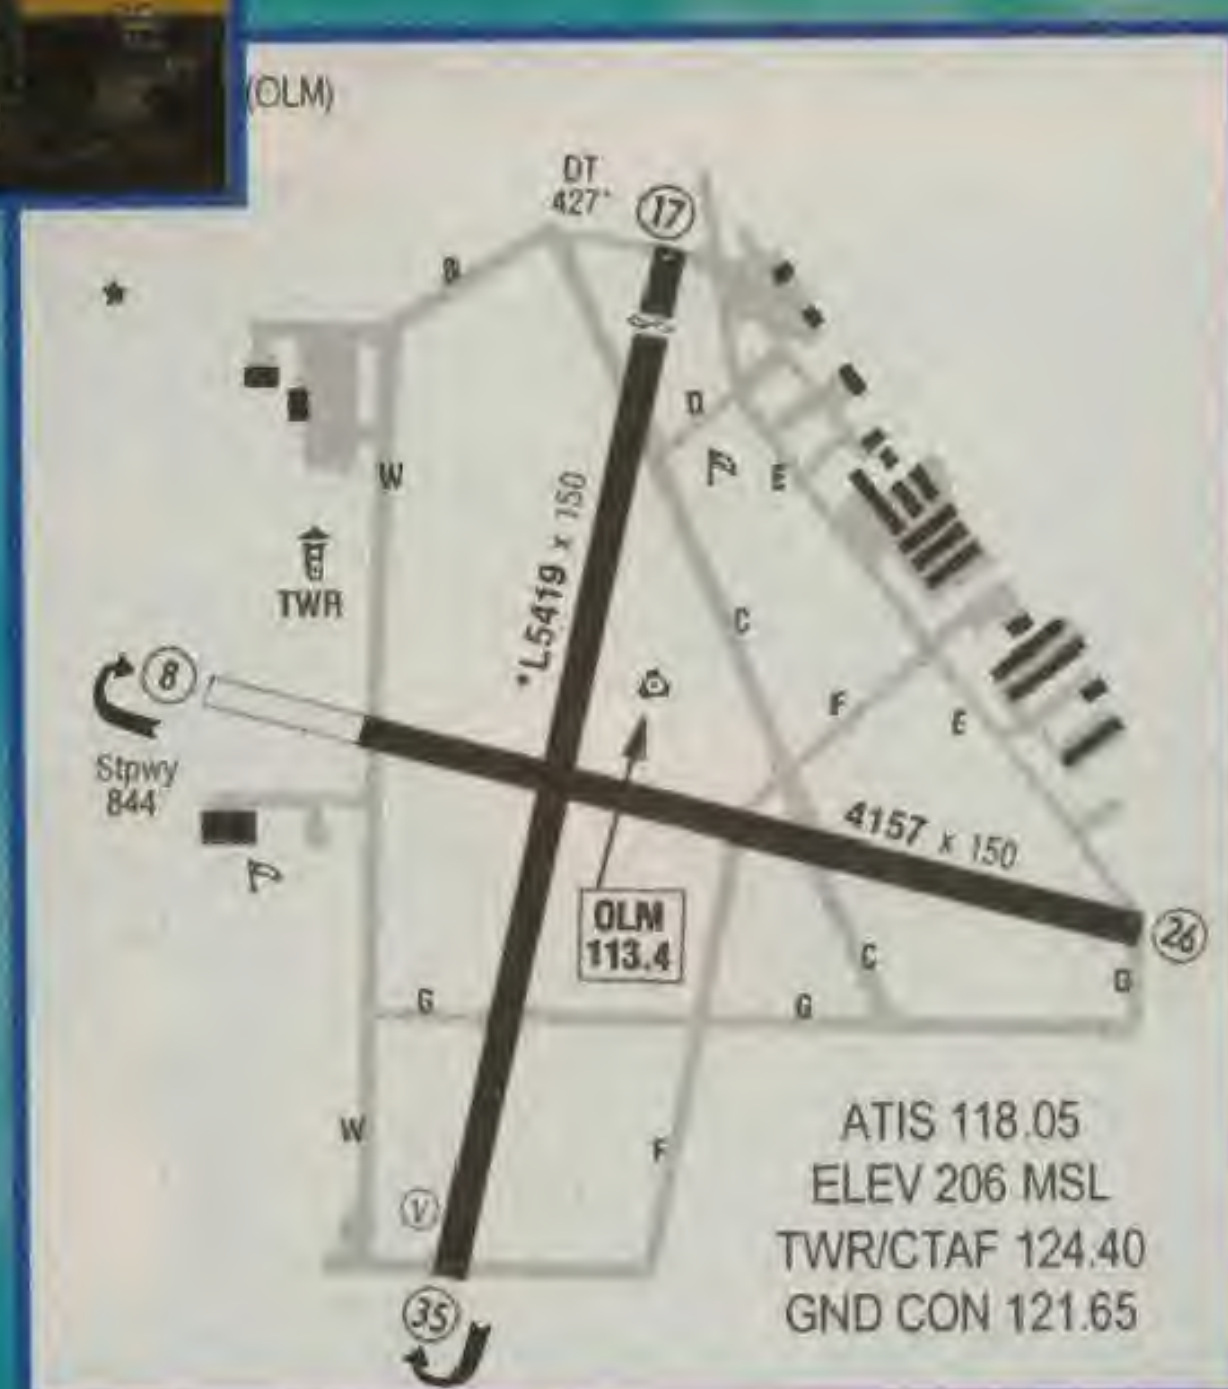 (OLM)
DT
427'
17
B
D
W
E
*L5419 x 150
TWR
C
8
F
E
Stpwy
844'
4157 x 150
OLM
113.4
26
C
G
G
G
W
F
V
35
ATIS 118.05
ELEV 206 MSL
TWR/CTAF 124.40
GND CON 121.65